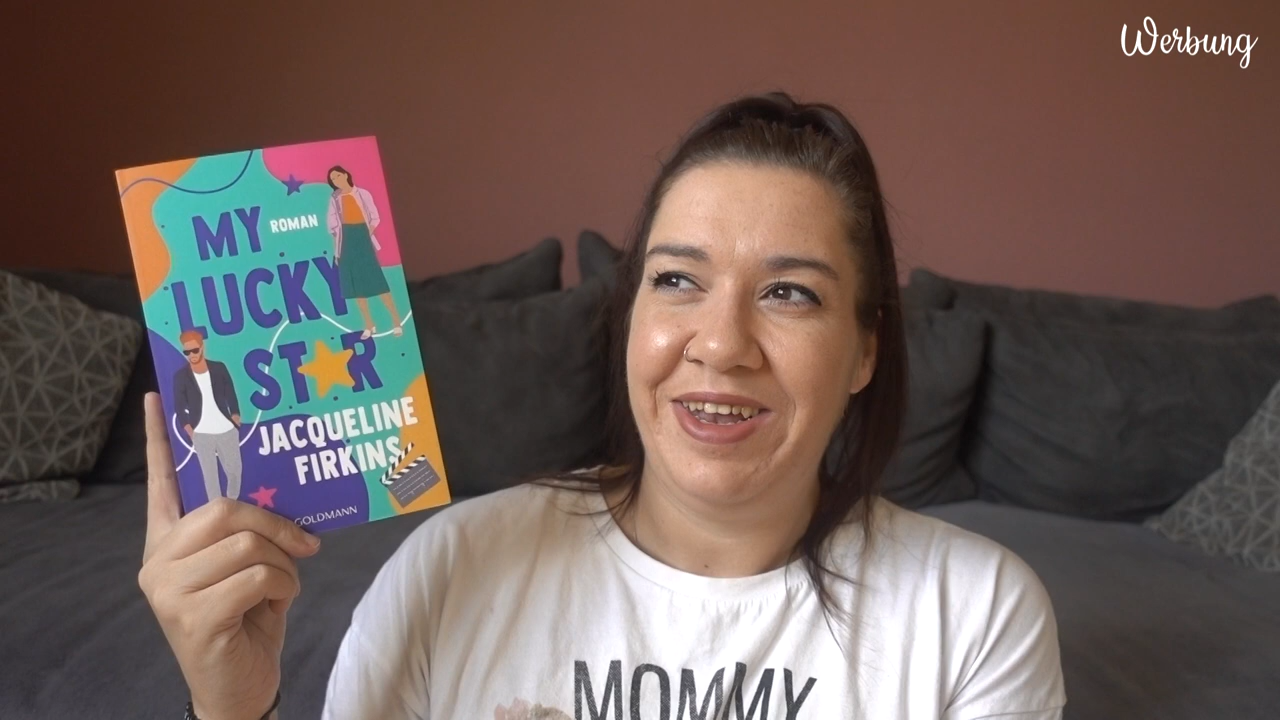 Werbung
MY
ROMAN
LUCKY
STAR
JACQUELINE
FIRKINS
GOLDMANN
MOMMY